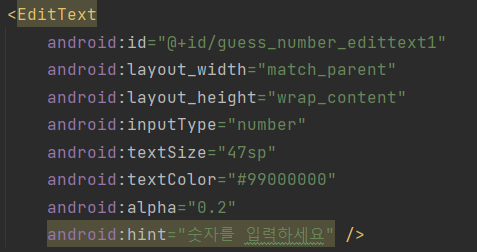 <EditText
android:id="@+id/guess_number_edittext1"
android:layout_width="match_parent"
android:layout_height="wrap_content"
android:inputType="number"
android:textSize="47sp"
android:textColor="#99000000"
android:alpha="0.2"
android:hint="숫자를 입력하세요" />